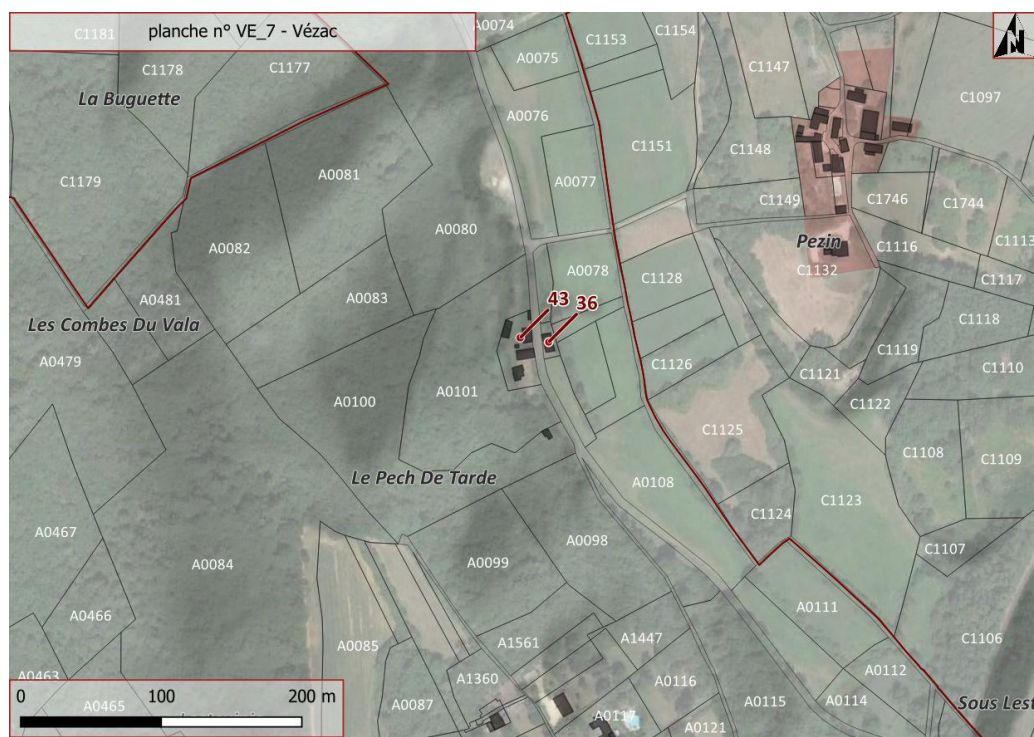 planche n° VE_7 - Vézac
N
C1181
A0074
C1153
C1154
C1178
C1177
A0075
C1147
La Buguette
C1097
A0076
C1179
A0081
A0077
C1151
C1148
C1149
C1746
C1744
A0082
A0080
Pezin
C1116
C1113
A0083
A0078
C1128
C1132
C1117
A0481
43
36
C1118
Les Combes Du Vala
A0479
C1119
C1126
C1121
C1110
A0101
A0100
C1122
C1125
C1108
C1109
Le Pech De Tarde
A0108
C1123
C1124
A0467
A0084
A0099
A0098
C1107
A0111
A0466
A0085
A1561
A1447
C1106
A0463
A1360
A0116
A0112
A0465
A0087
A0117
A0115
A0114
Sous Lest
A0121
0
100
200 m